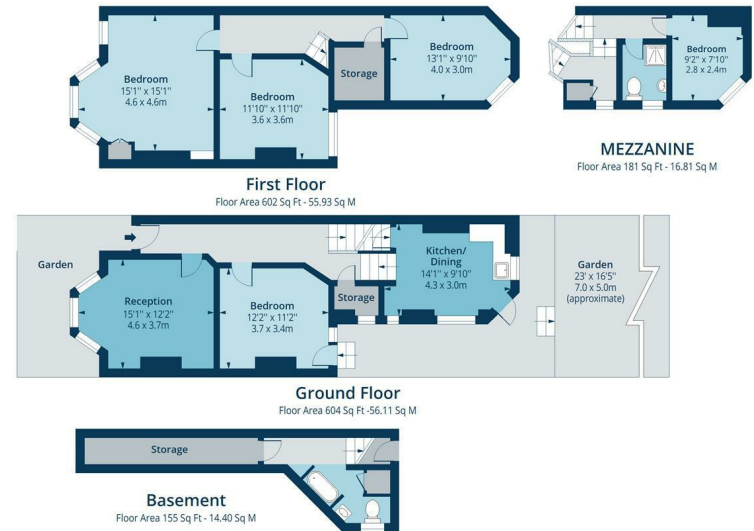 Bedroom
15'1" x 15'1"
4.6 x 4.6m
Bedroom
11'10" x 11'10"
3.6 x 3.6m
Storage
Bedroom
13'1" x 9'10"
4.0 x 3.0m
First Floor
Floor Area 602 Sq Ft - 55.93 Sq M
Bedroom
9'2" x 7'10"
2.8 x 2.4m
MEZZANINE
Floor Area 181 Sq Ft - 16.81 Sq M
Garden
Reception
15'1" x 12'2"
4.6 x 3.7m
Bedroom
12'2" x 11'2"
3.7 x 3.4m
Storage
Kitchen/
Dining
14'1" x 9'10"
4.3 x 3.0m
Garden
23' x 16'5"
7.0 x 5.0m
(approximate)
Ground Floor
Floor Area 604 Sq Ft -56.11 Sq M
Storage
Basement
Floor Area 155 Sq Ft - 14.40 Sq M